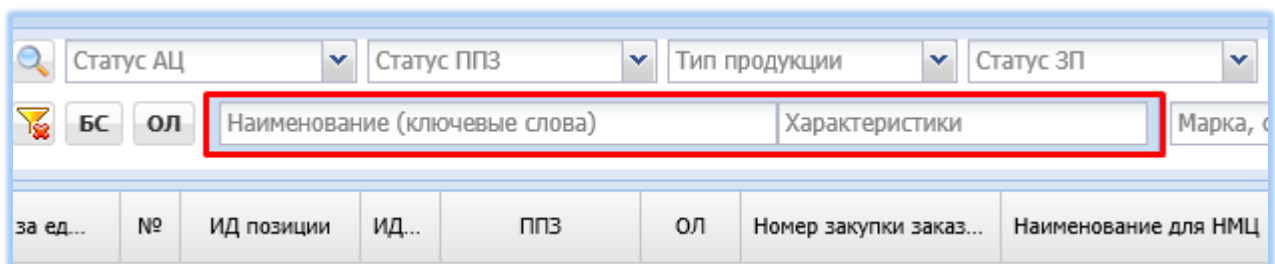 Статус АЦ Статус ППЗ Тип продукции Статус ЗП
БС ОЛ Наименование (ключевые слова) Характеристики Марка,
за ед... № ИД позиции ИД... ППЗ ОЛ Номер закупки заказ... Наименование для НМЦ